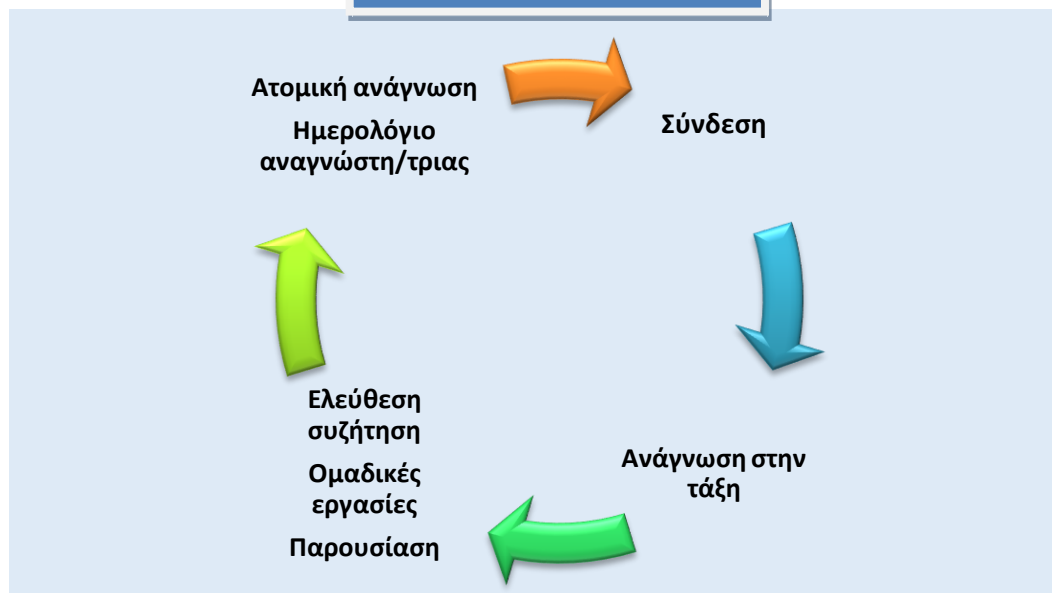 Ατομική ανάγνωση
Ημερολόγιο
αναγνώστη/τριας
Σύνδεση
Ανάγνωση στην
τάξη
Ελεύθεση
συζήτηση
Ομαδικές
εργασίες
Παρουσίαση